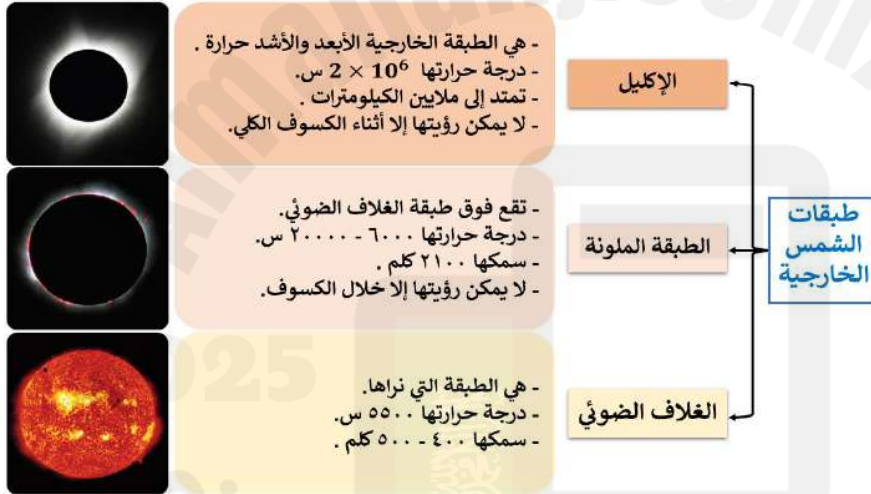 طبقات
الشمس
الخارجية
الإكليل
- هي الطبقة الخارجية الأبعد والأشد حرارة .
- درجة حرارتها 2 × 10⁶ س.
- تمتد إلى ملايين الكيلومترات .
- لا يمكن رؤيتها إلا أثناء الكسوف الكلي.
الطبقة الملونة
- تقع فوق طبقة الغلاف الضوئي.
- درجة حرارتها ٦٠٠٠ - ٢٠٠٠٠ س.
- سمكها ٢١٠٠ كلم .
- لا يمكن رؤيتها إلا خلال الكسوف.
الغلاف الضوئي
- هي الطبقة التي نراها.
- درجة حرارتها ٥٥٠٠ س.
- سمكها ٤٠٠ - ٥٠٠ كلم .